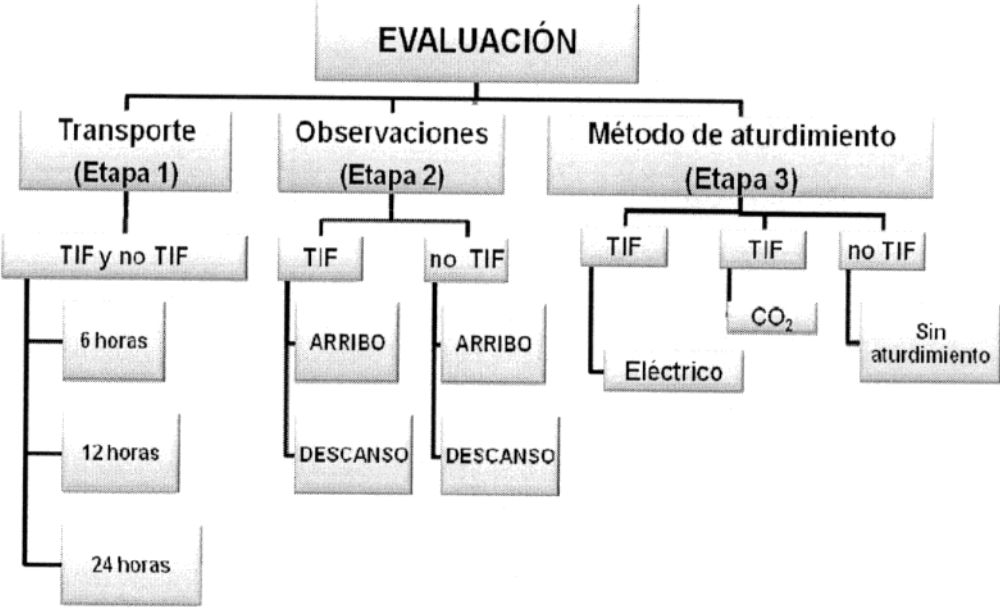 EVALUACIÓN
Transporte
(Etapa 1)
TIF y no TIF
6 horas
12 horas
24 horas
Observaciones
(Etapa 2)
TIF
ARRIBO
DESCANSO
no TIF
ARRIBO
DESCANSO
Método de aturdimiento
(Etapa 3)
TIF
Eléctrico
TIF
CO₂
no TIF
Sin
aturdimiento